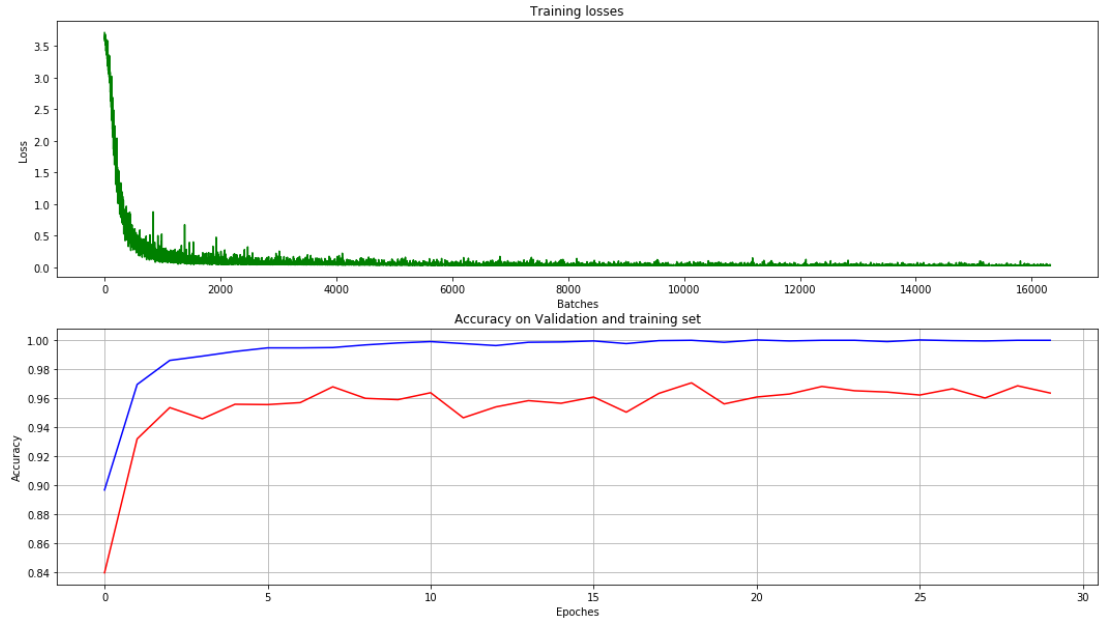 Training losses
3.5
3.0
2.5
2.0
1.5
1.0
0.5
0.0
Loss
0 2000 4000 6000 8000 10000 12000 14000 16000
Batches
Accuracy on Validation and training set
1.00
0.98
0.96
0.94
0.92
0.90
0.88
0.86
0.84
Accuracy
0 5 10 15 20 25 30
Epoches